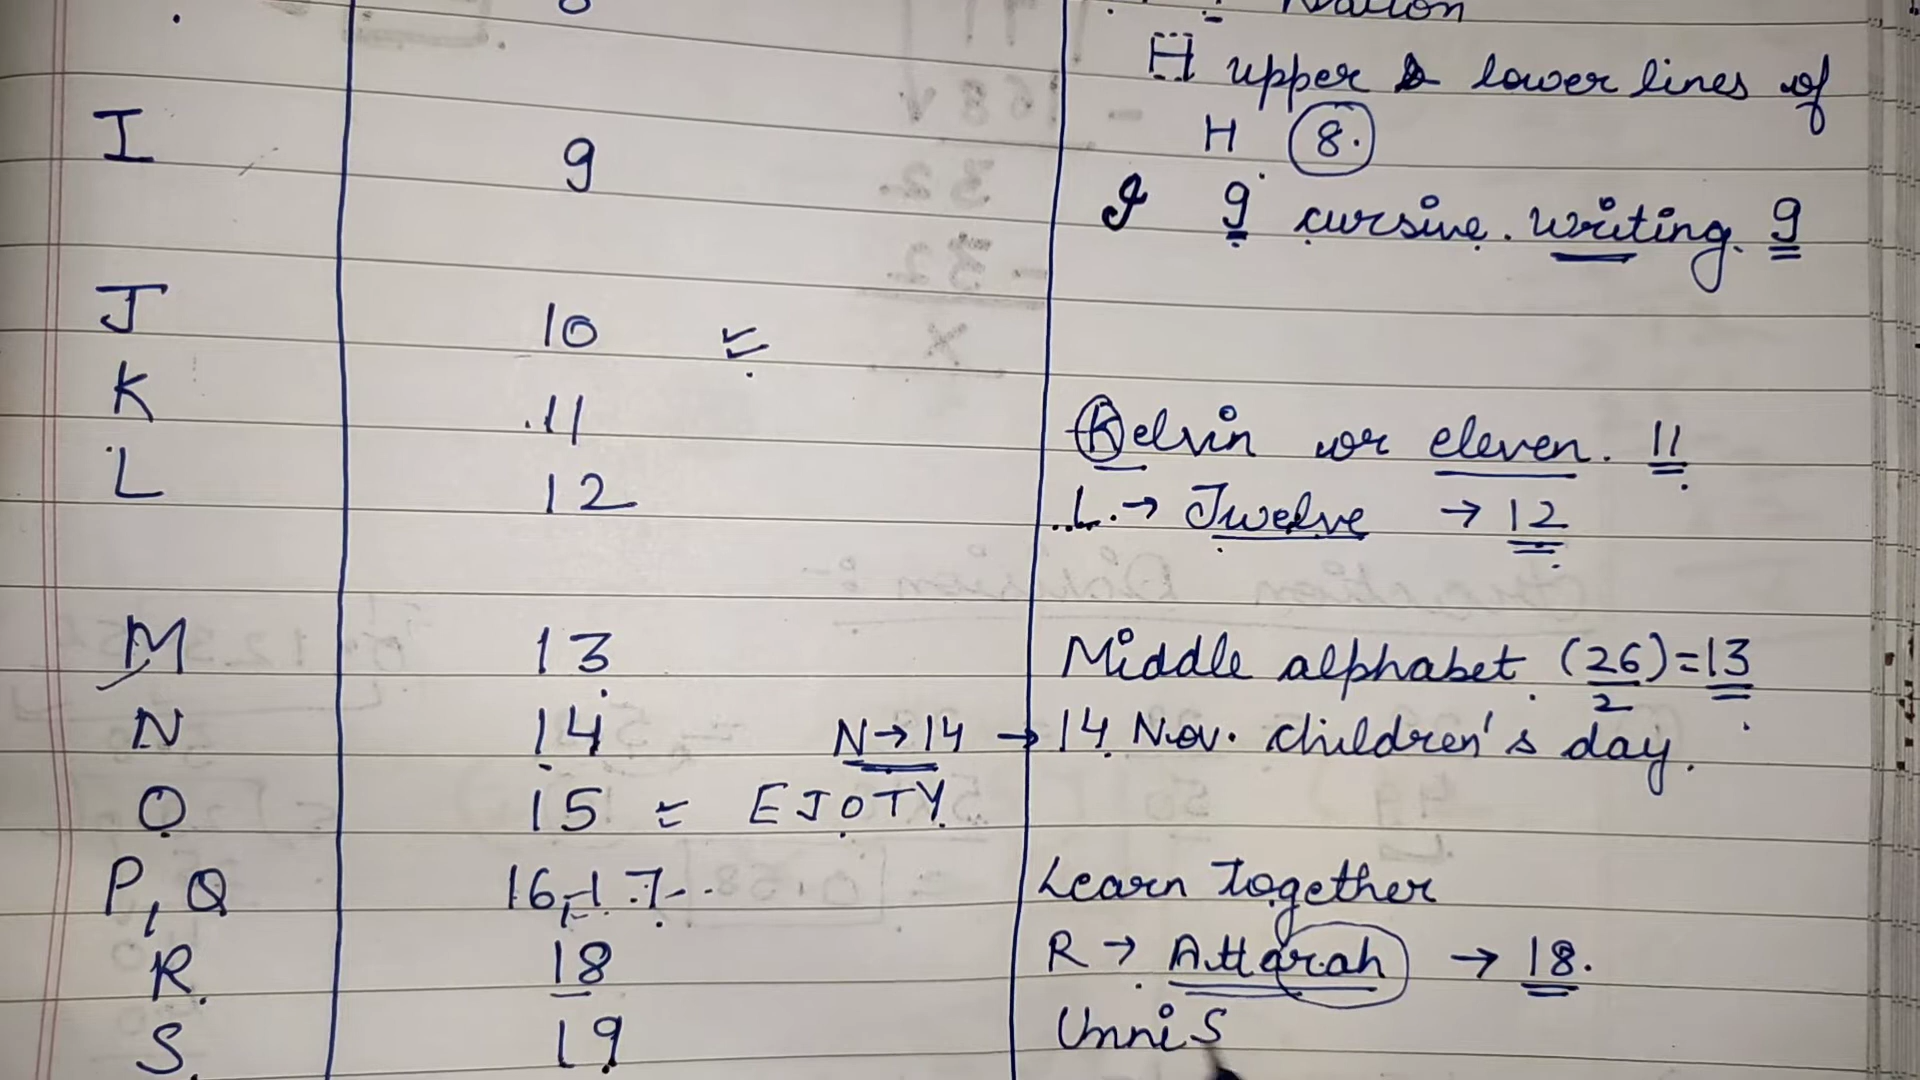 H upper & lower lines of
H 8.
I 9 I 9 cursive. writing. 9
J 10
K .11 Kelvin or eleven. 11
L 12 L. → Twelve → 12
M 13 Middle alphabet (26/2) = 13
N 14 N → 14 → 14 Nov. children's day.
O 15 = EJOTY
P, Q 16, 17 Learn Together
R. 18 R → Attarah → 18.
S. 19 UnniS